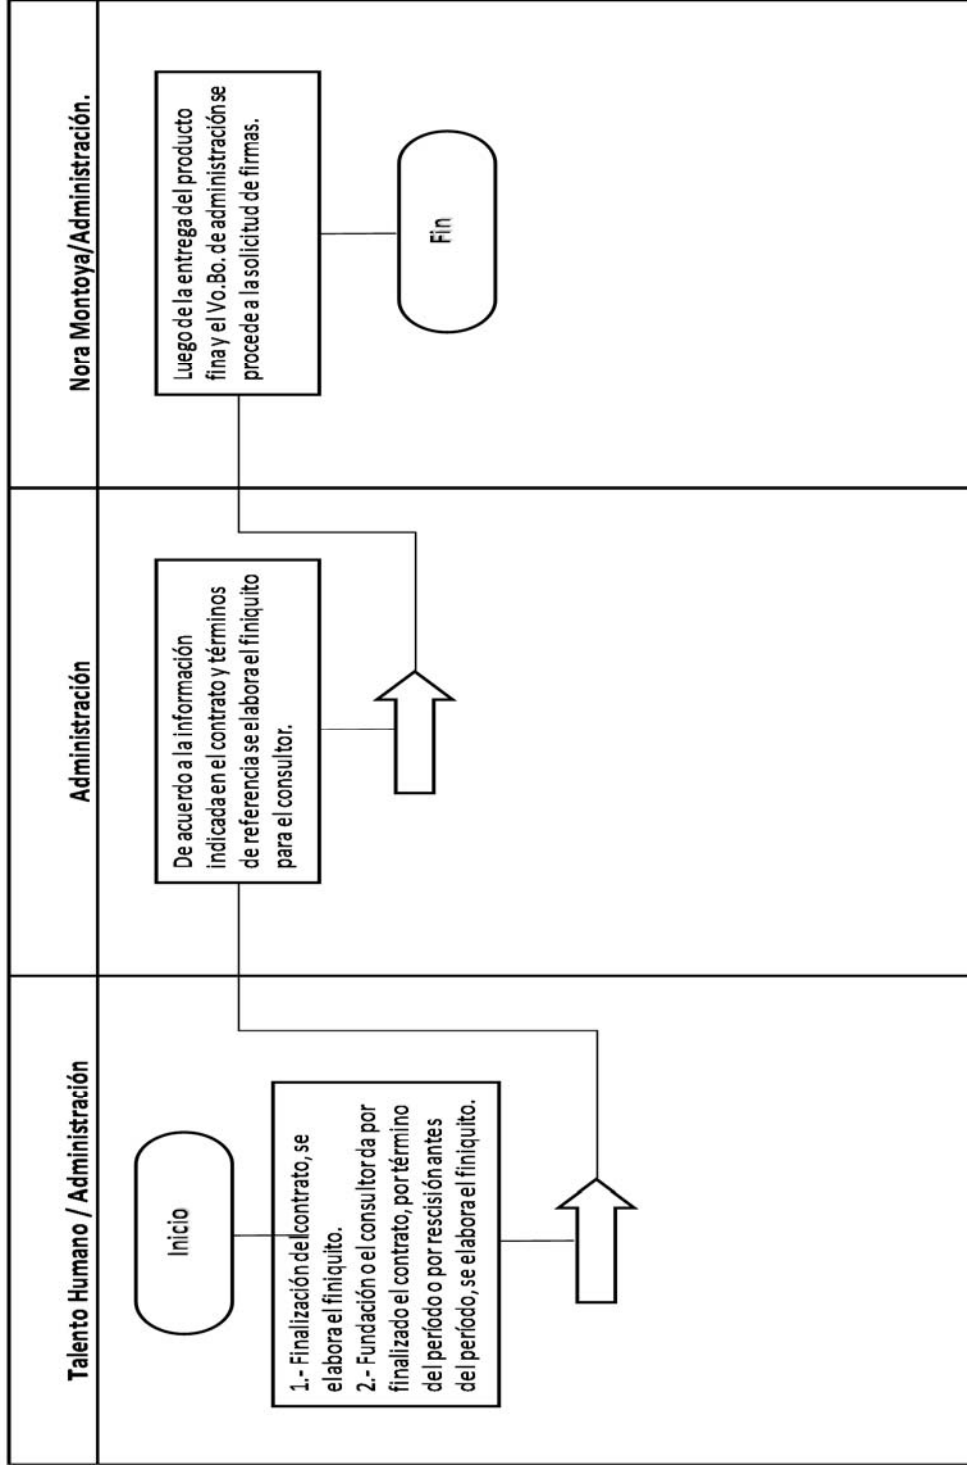 Talento Humano / Administración
Administración
Nora Montoya/Administración.
Inicio
1.- Finalización del contrato, se
elabora el finiquito.
2.- Fundación o el consultor da por
finalizado el contrato, por término
del período o por rescisión antes
del período, se elabora el finiquito.
De acuerdo a la información
indicada en el contrato y términos
de referencia se elabora el finiquito
para el consultor.
Luego de la entrega del producto
fina y el Vo.Bo. de administración se
procede a la solicitud de firmas.
Fin